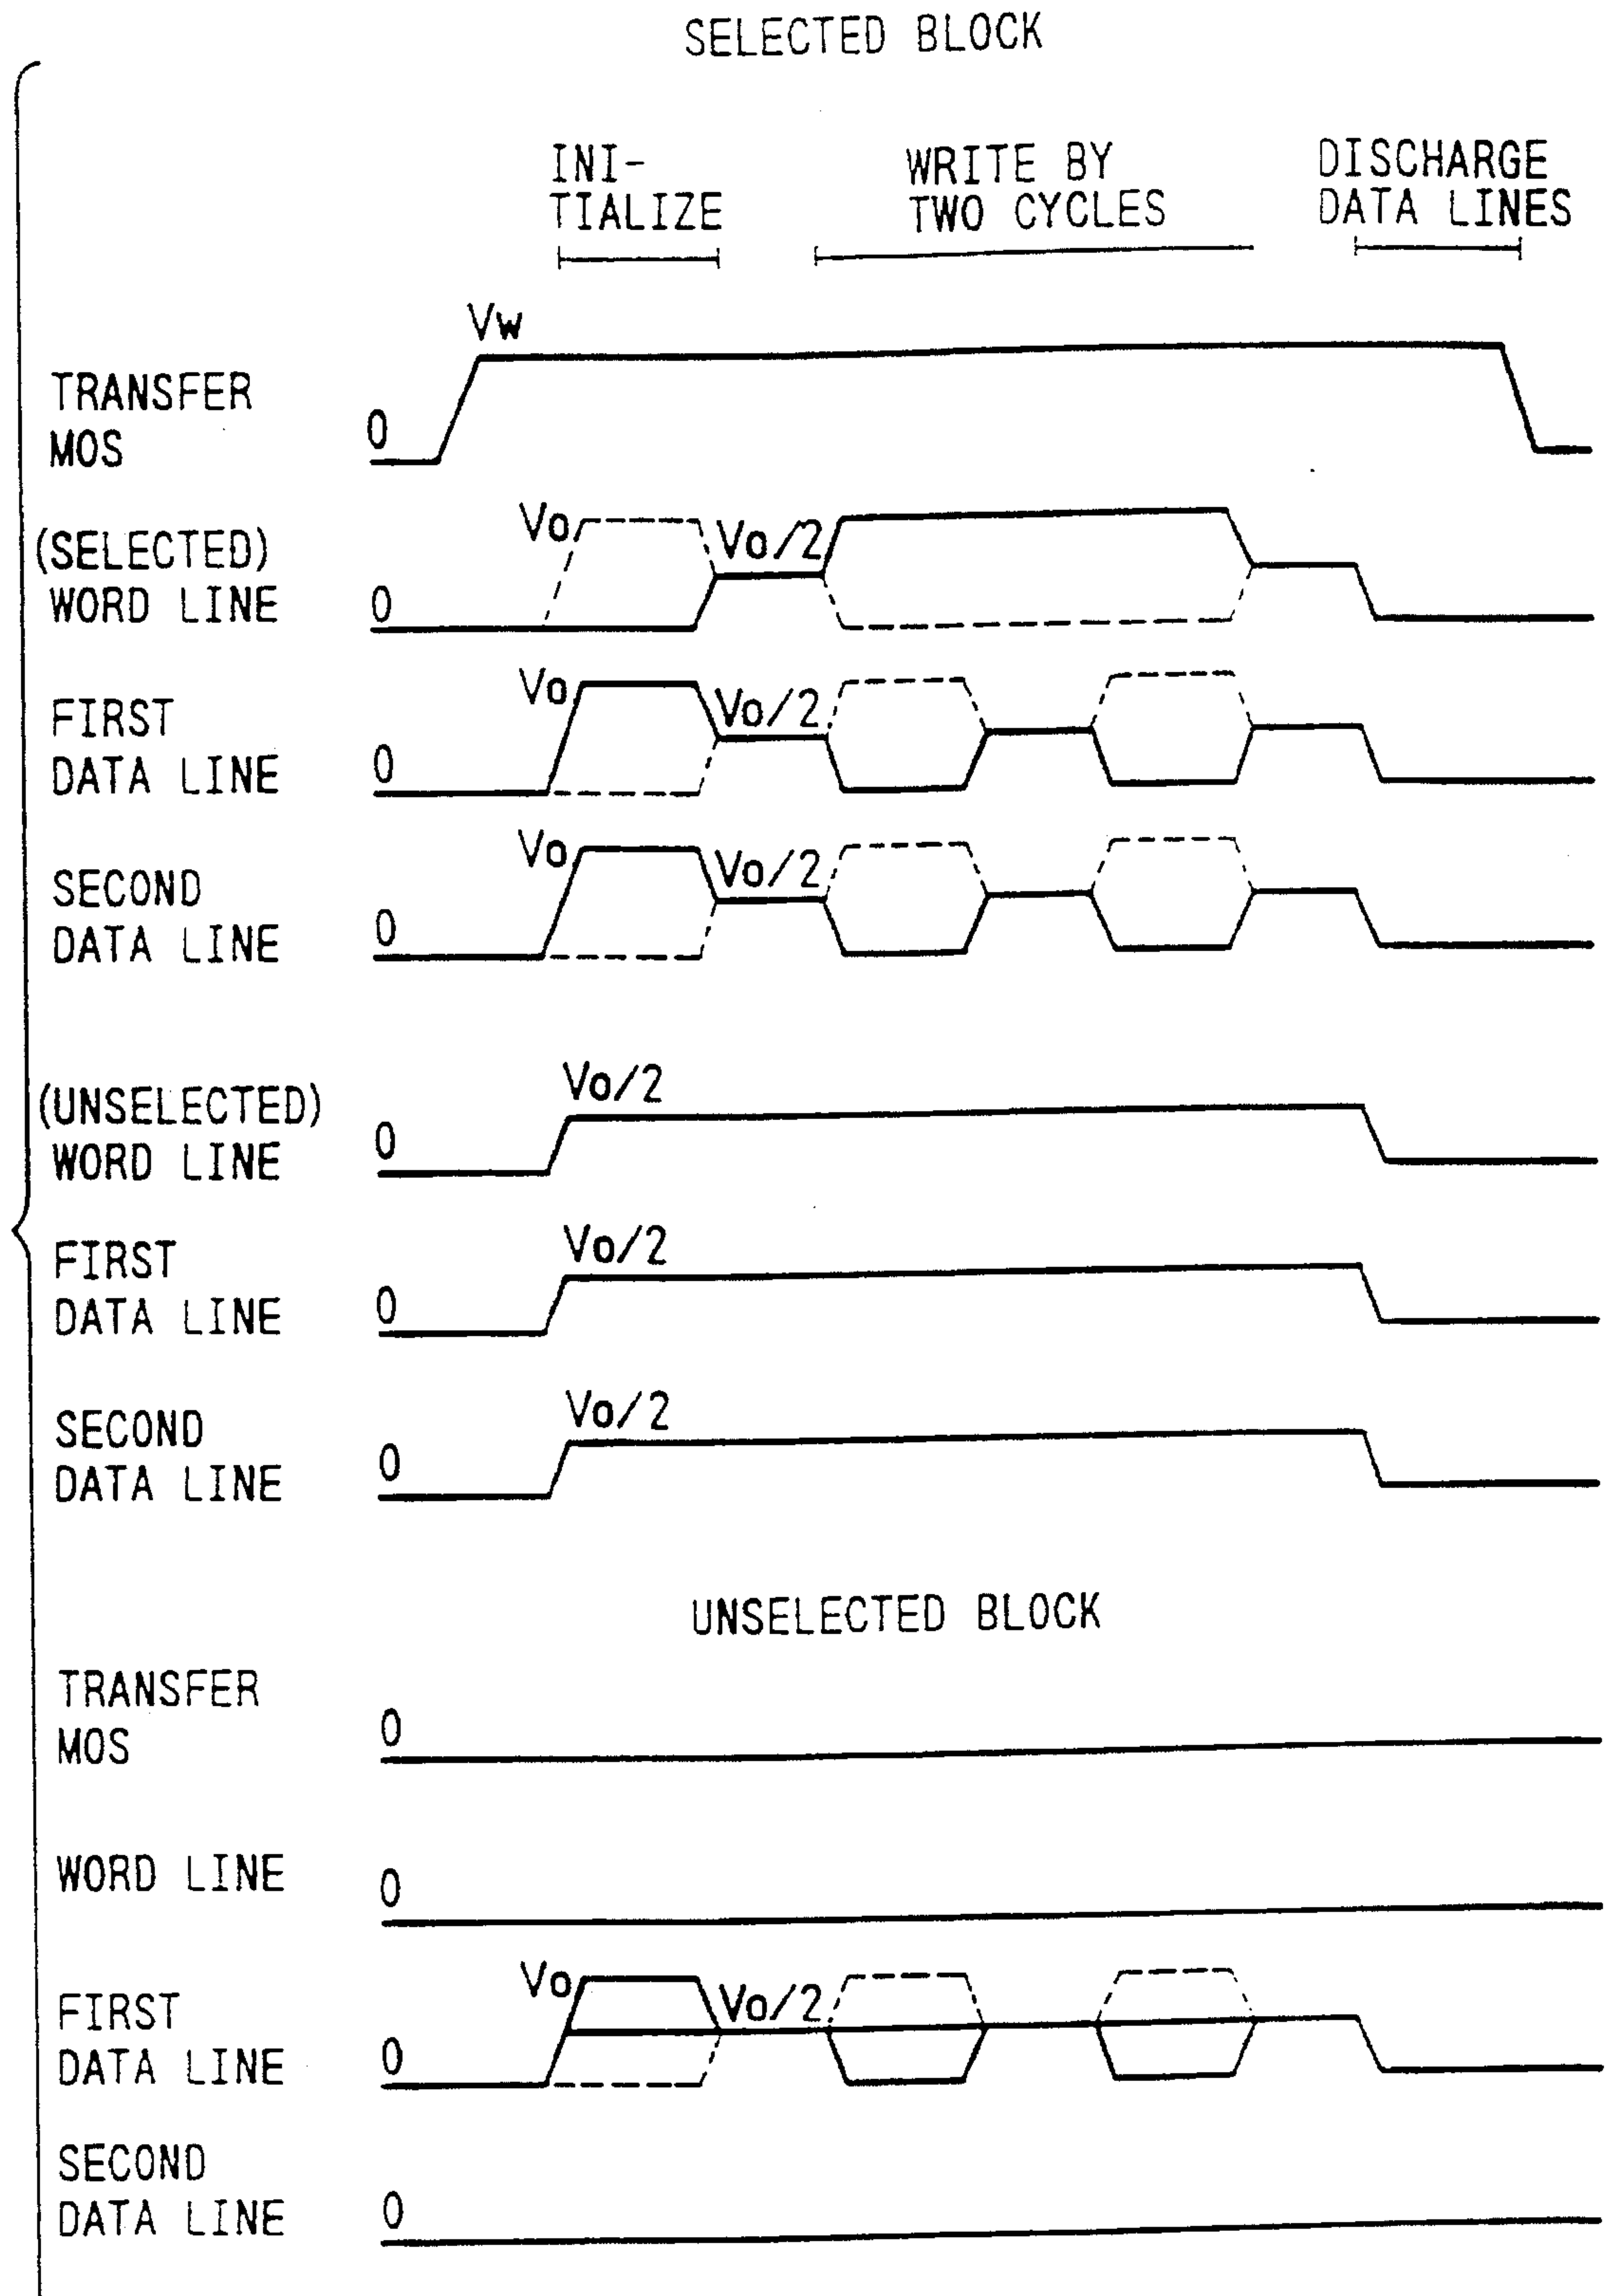 SELECTED BLOCK
INI-
TIALIZE
WRITE BY
TWO CYCLES
DISCHARGE
DATA LINES
Vw
TRANSFER
MOS
0
(SELECTED)
WORD LINE
Vo
Vo/2
0
FIRST
DATA LINE
Vo
Vo/2
0
SECOND
DATA LINE
Vo
Vo/2
0
(UNSELECTED)
WORD LINE
Vo/2
0
FIRST
DATA LINE
Vo/2
0
SECOND
DATA LINE
Vo/2
0
UNSELECTED BLOCK
TRANSFER
MOS
0
WORD LINE
0
FIRST
DATA LINE
Vo
Vo/2
0
SECOND
DATA LINE
0